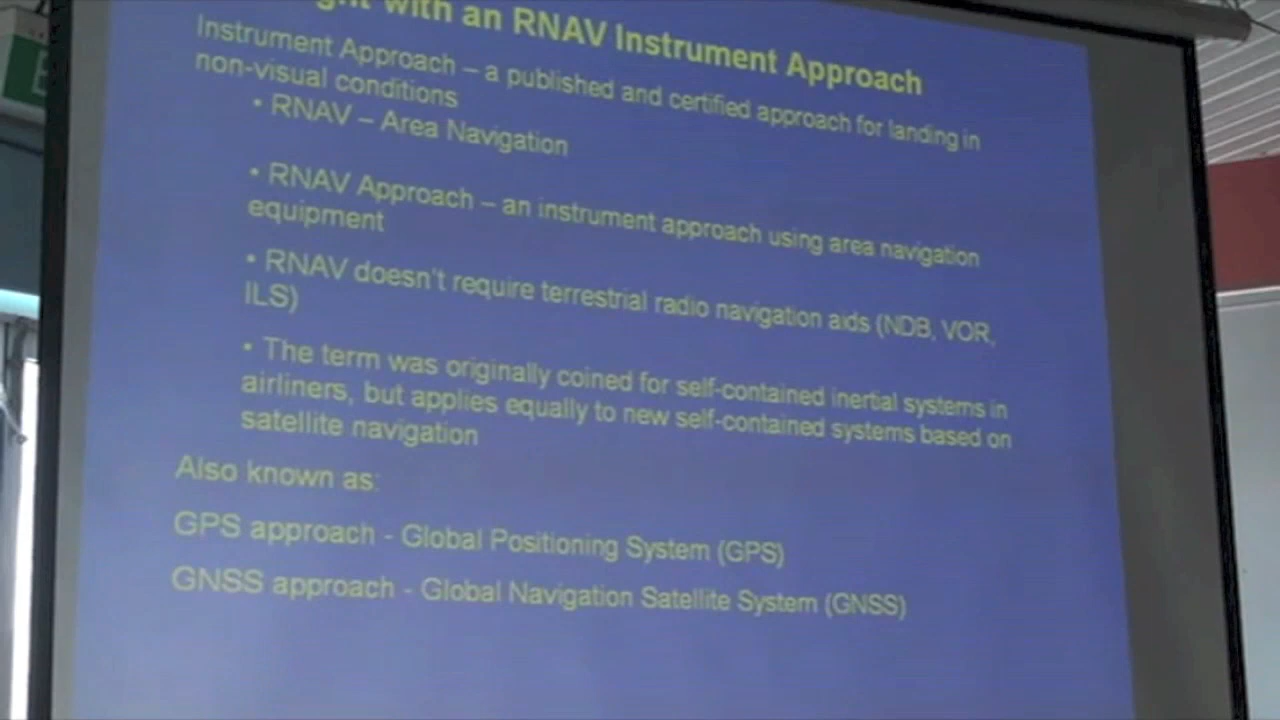 with an RNAV Instrument Approach
Instrument Approach – a published and certified approach for landing in
non-visual conditions
• RNAV – Area Navigation
• RNAV Approach – an instrument approach using area navigation
equipment
• RNAV doesn't require terrestrial radio navigation aids (NDB, VOR,
ILS)
• The term was originally coined for self-contained inertial systems in
airliners, but applies equally to new self-contained systems based on
satellite navigation
Also known as:
GPS approach - Global Positioning System (GPS)
GNSS approach - Global Navigation Satellite System (GNSS)